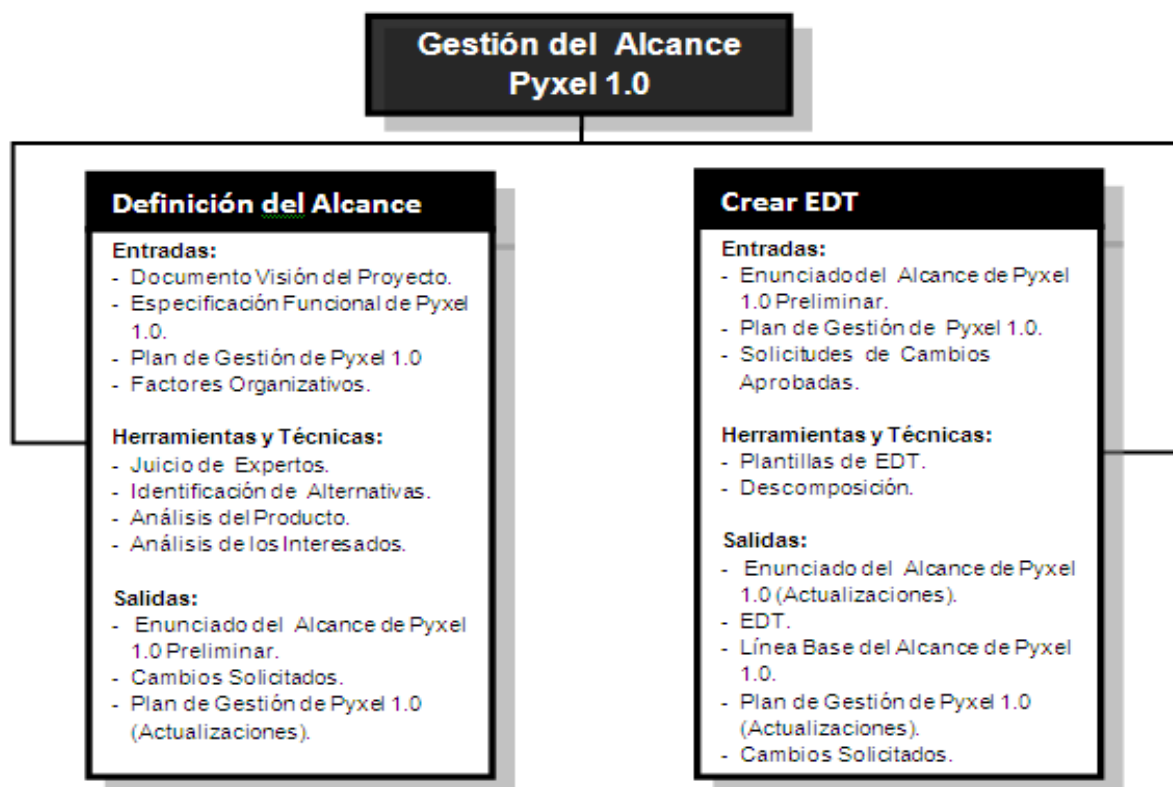 Gestión del Alcance
Pyxel 1.0
Definición del Alcance
Entradas:
- Documento Visión del Proyecto.
- Especificación Funcional de Pyxel
1.0.
- Plan de Gestión de Pyxel 1.0
- Factores Organizativos.
Herramientas y Técnicas:
- Juicio de Expertos.
- Identificación de Alternativas.
- Análisis del Producto.
- Análisis de los Interesados.
Salidas:
- Enunciado del Alcance de Pyxel
1.0 Preliminar.
- Cambios Solicitados.
- Plan de Gestión de Pyxel 1.0
(Actualizaciones).
Crear EDT
Entradas:
- Enunciado del Alcance de Pyxel
1.0 Preliminar.
- Plan de Gestión de Pyxel 1.0.
- Solicitudes de Cambios
Aprobadas.
Herramientas y Técnicas:
- Plantillas de EDT.
- Descomposición.
Salidas:
- Enunciado del Alcance de Pyxel
1.0 (Actualizaciones).
- EDT.
- Línea Base del Alcance de Pyxel
1.0.
- Plan de Gestión de Pyxel 1.0
(Actualizaciones).
- Cambios Solicitados.